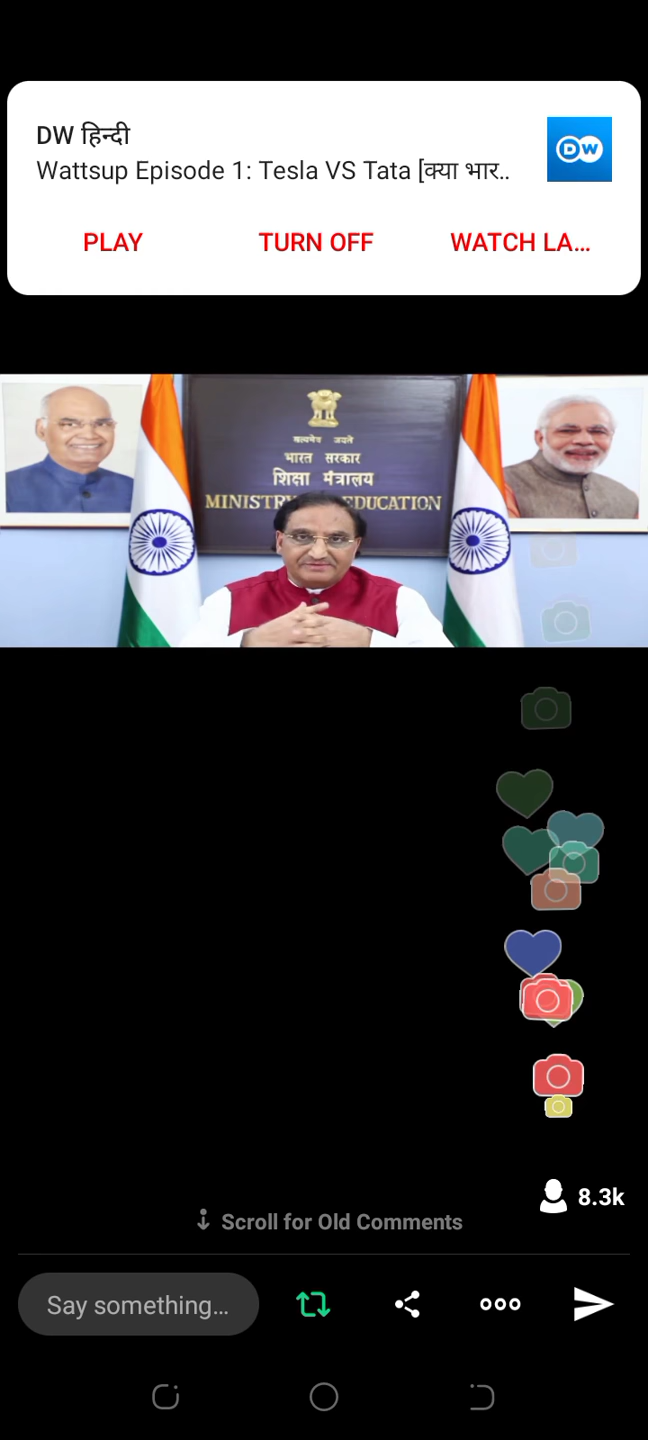 DW हिन्दी
Wattsup Episode 1: Tesla VS Tata [क्या भार..
DW
PLAY
TURN OFF
WATCH LA...
सत्यमेव जयते
भारत सरकार
शिक्षा मंत्रालय
MINISTRY EDUCATION
8.3k
Scroll for Old Comments
Say something...